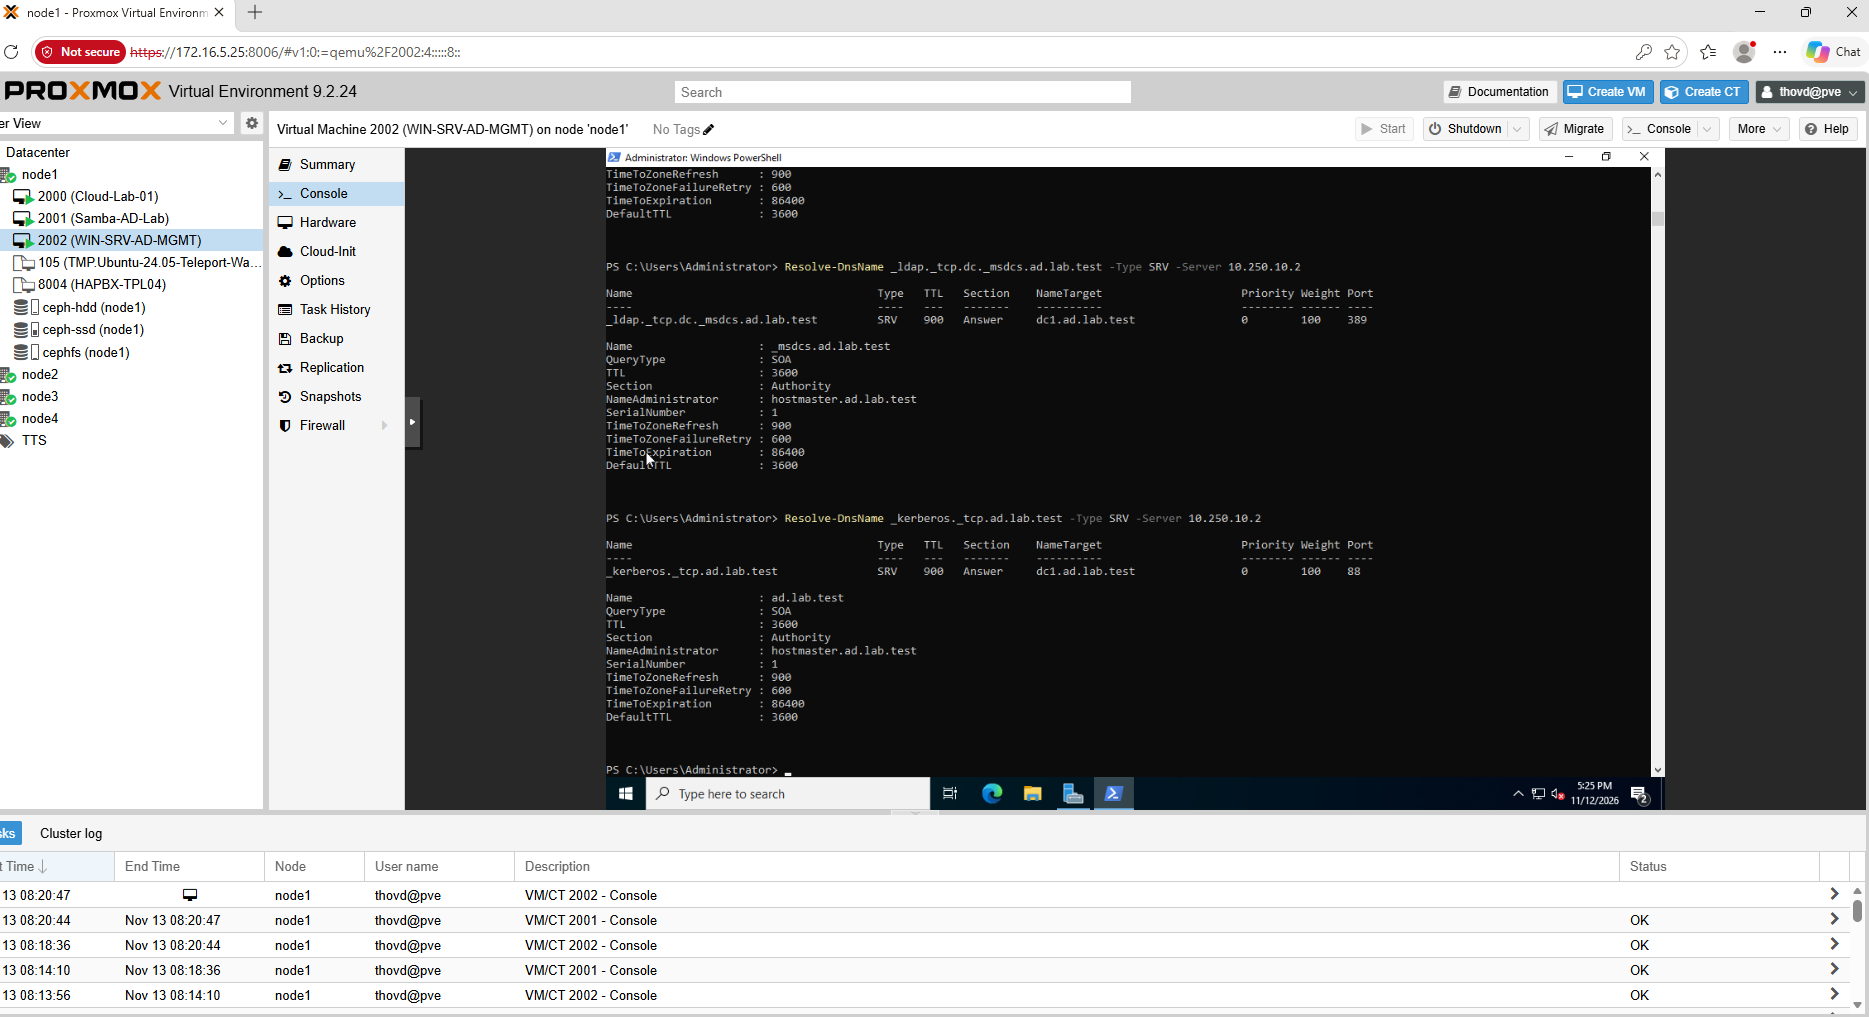 node1 - Proxmox Virtual Environm
Not secure https://172.16.5.25:8006/#v1:0:=qemu%2F2002:4:::::8::
Chat
PROXMOX Virtual Environment 9.2.24
Search
Documentation
Create VM
Create CT
thovd@pve
er View
Virtual Machine 2002 (WIN-SRV-AD-MGMT) on node 'node1'
No Tags
Start
Shutdown
Migrate
Console
More
Help
Datacenter
node1
2000 (Cloud-Lab-01)
2001 (Samba-AD-Lab)
2002 (WIN-SRV-AD-MGMT)
105 (TMP.Ubuntu-24.05-Teleport-Wa...
8004 (HAPBX-TPL04)
ceph-hdd (node1)
ceph-ssd (node1)
cephfs (node1)
node2
node3
node4
TTS
Summary
Console
Hardware
Cloud-Init
Options
Task History
Backup
Replication
Snapshots
Firewall
Administrator: Windows PowerShell
TimeToZoneRefresh : 900
TimeToZoneFailureRetry : 600
TimeToExpiration : 86400
DefaultTTL : 3600
PS C:\Users\Administrator> Resolve-DnsName _ldap._tcp.dc._msdcs.ad.lab.test -Type SRV -Server 10.250.10.2
Name Type TTL Section NameTarget Priority Weight Port
---- ---- --- ------- ---------- -------- ------ ----
_ldap._tcp.dc._msdcs.ad.lab.test SRV 900 Answer dc1.ad.lab.test 0 100 389
Name : _msdcs.ad.lab.test
QueryType : SOA
TTL : 3600
Section : Authority
NameAdministrator : hostmaster.ad.lab.test
SerialNumber : 1
TimeToZoneRefresh : 900
TimeToZoneFailureRetry : 600
TimeToExpiration : 86400
DefaultTTL : 3600
PS C:\Users\Administrator> Resolve-DnsName _kerberos._tcp.ad.lab.test -Type SRV -Server 10.250.10.2
Name Type TTL Section NameTarget Priority Weight Port
---- ---- --- ------- ---------- -------- ------ ----
_kerberos._tcp.ad.lab.test SRV 900 Answer dc1.ad.lab.test 0 100 88
Name : ad.lab.test
QueryType : SOA
TTL : 3600
Section : Authority
NameAdministrator : hostmaster.ad.lab.test
SerialNumber : 1
TimeToZoneRefresh : 900
TimeToZoneFailureRetry : 600
TimeToExpiration : 86400
DefaultTTL : 3600
PS C:\Users\Administrator> _
Type here to search
5:25 PM
11/12/2026
2
sks
Cluster log
t Time End Time Node User name Description Status
13 08:20:47 node1 thovd@pve VM/CT 2002 - Console
13 08:20:44 Nov 13 08:20:47 node1 thovd@pve VM/CT 2001 - Console OK
13 08:18:36 Nov 13 08:20:44 node1 thovd@pve VM/CT 2002 - Console OK
13 08:14:10 Nov 13 08:18:36 node1 thovd@pve VM/CT 2001 - Console OK
13 08:13:56 Nov 13 08:14:10 node1 thovd@pve VM/CT 2002 - Console OK